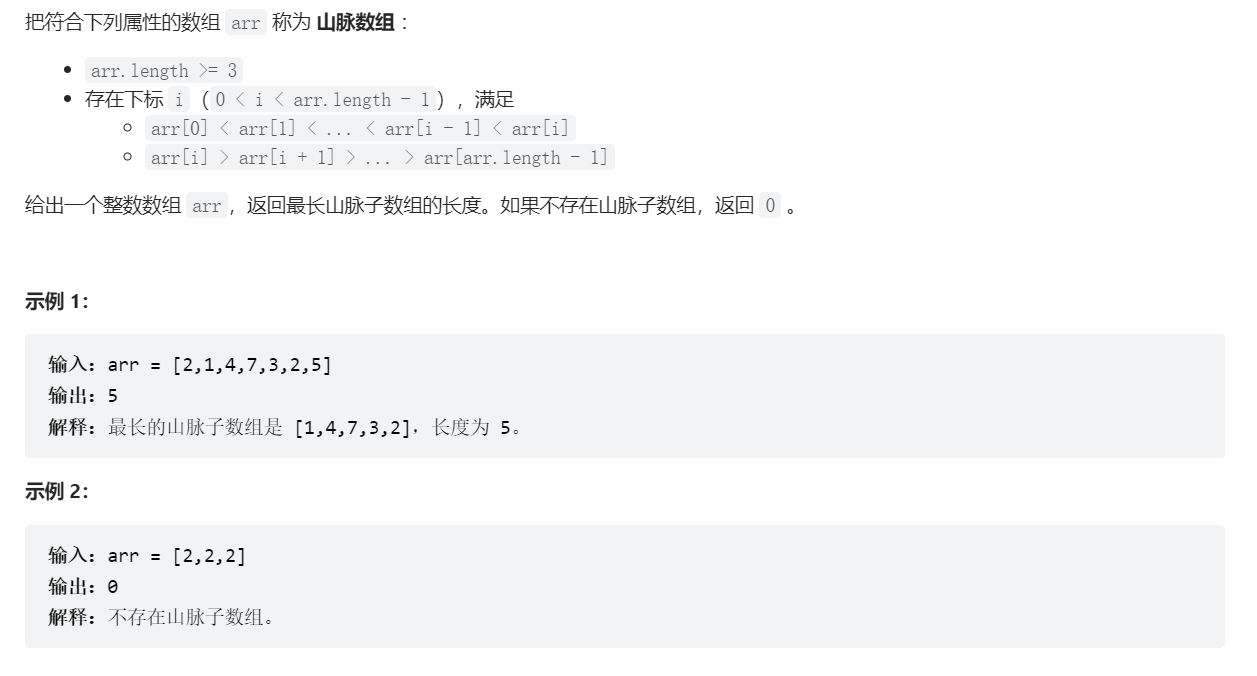 把符合下列属性的数组 arr 称为 山脉数组 ：
arr.length >= 3
存在下标 i （0 < i < arr.length - 1），满足
arr[0] < arr[1] < ... < arr[i - 1] < arr[i]
arr[i] > arr[i + 1] > ... > arr[arr.length - 1]
给出一个整数数组 arr，返回最长山脉子数组的长度。如果不存在山脉子数组，返回 0 。
示例 1：
输入：arr = [2,1,4,7,3,2,5]
输出：5
解释：最长的山脉子数组是 [1,4,7,3,2]，长度为 5。
示例 2：
输入：arr = [2,2,2]
输出：0
解释：不存在山脉子数组。